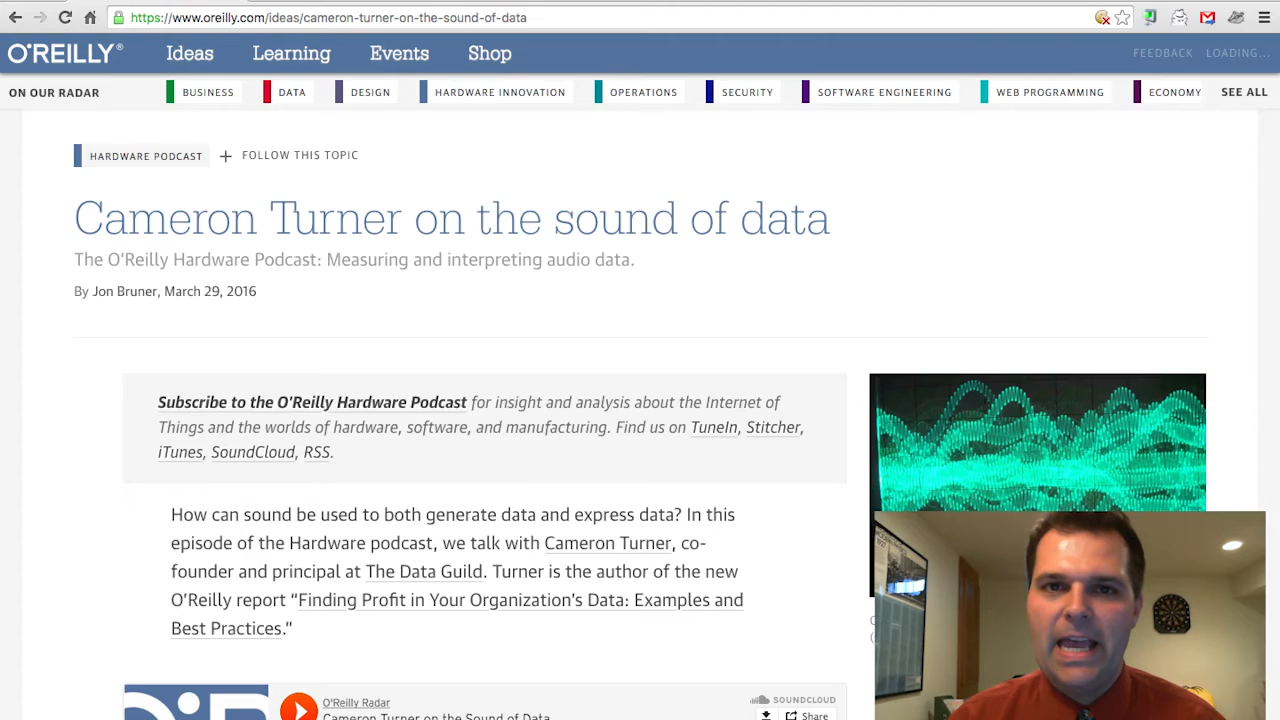 https://www.oreilly.com/ideas/cameron-turner-on-the-sound-of-data
O'REILLY® Ideas Learning Events Shop FEEDBACK LOADING...
ON OUR RADAR BUSINESS DATA DESIGN HARDWARE INNOVATION OPERATIONS SECURITY SOFTWARE ENGINEERING WEB PROGRAMMING ECONOMY SEE ALL
HARDWARE PODCAST + FOLLOW THIS TOPIC
Cameron Turner on the sound of data
The O'Reilly Hardware Podcast: Measuring and interpreting audio data.
By Jon Bruner, March 29, 2016
Subscribe to the O'Reilly Hardware Podcast for insight and analysis about the Internet of
Things and the worlds of hardware, software, and manufacturing. Find us on TuneIn, Stitcher,
iTunes, SoundCloud, RSS.
How can sound be used to both generate data and express data? In this
episode of the Hardware podcast, we talk with Cameron Turner, co-
founder and principal at The Data Guild. Turner is the author of the new
O'Reilly report “Finding Profit in Your Organization's Data: Examples and
Best Practices.”
O'Reilly Radar
SOUNDCLOUD
Cameron Turner on the Sound of Data
Share